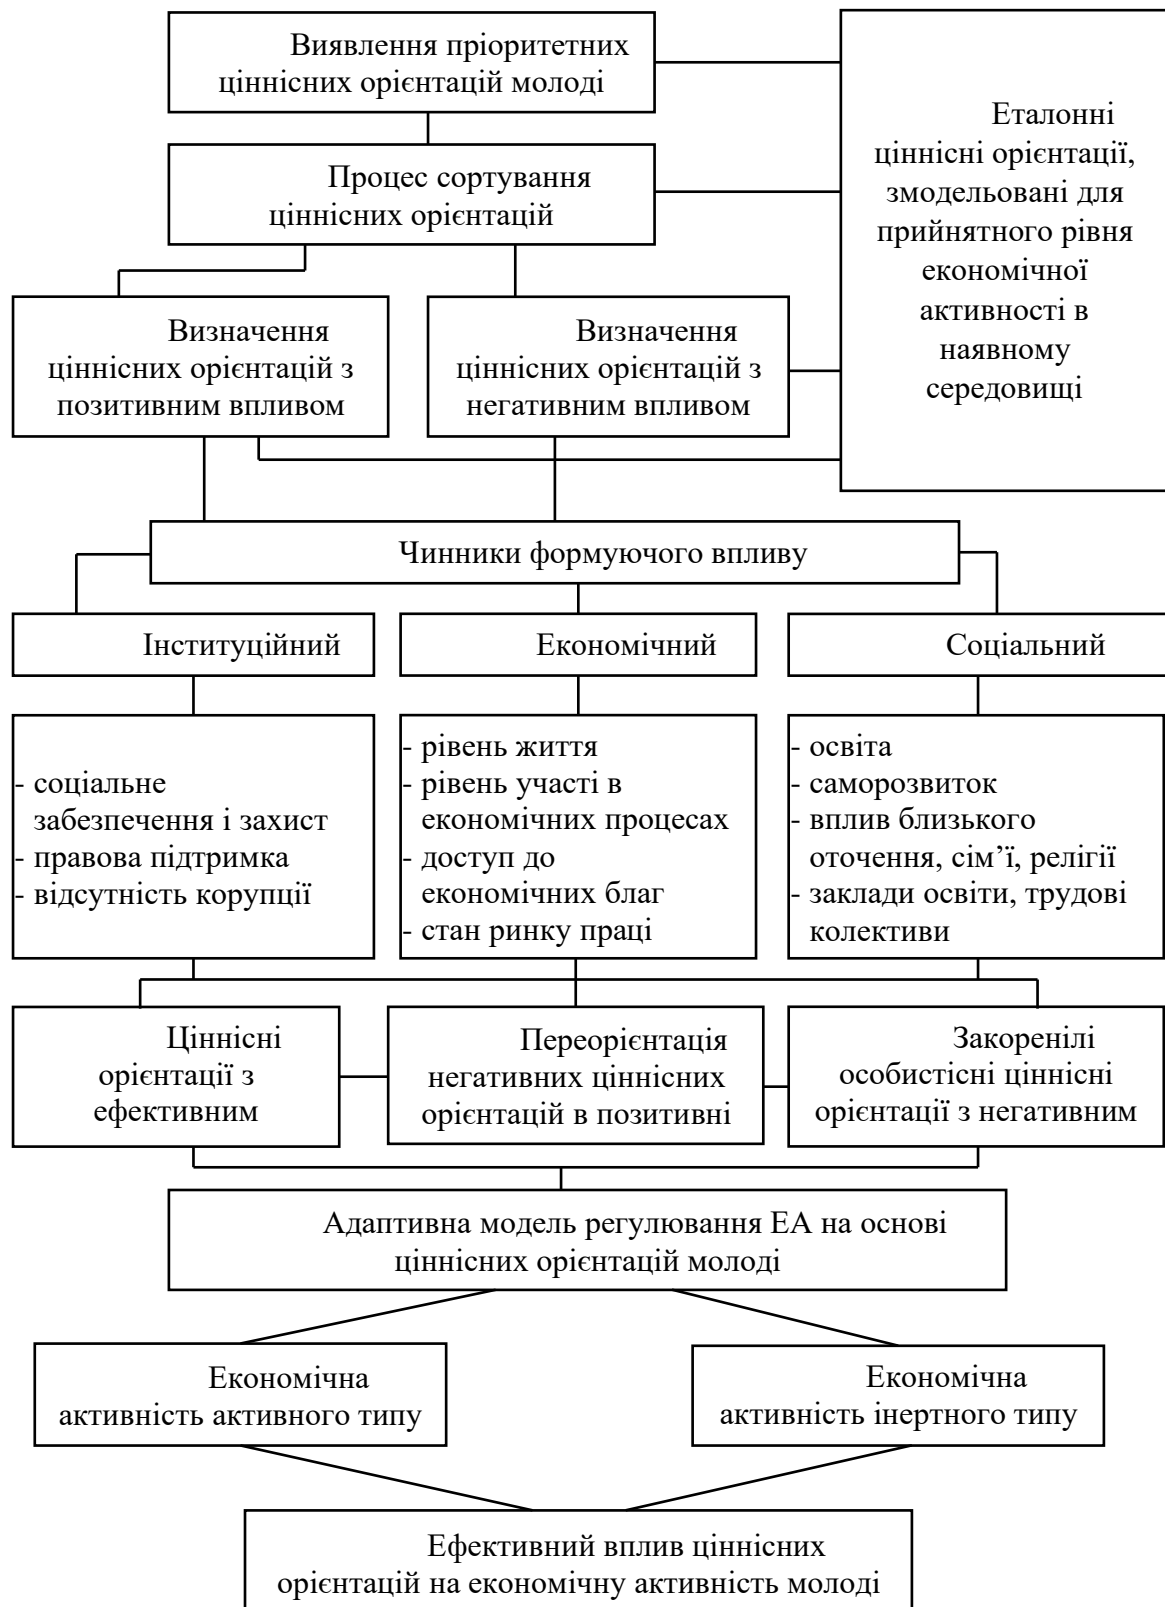 Виявлення пріоритетних
ціннісних орієнтацій молоді
Еталонні
ціннісні орієнтації,
змодельовані для
прийнятного рівня
економічної
активності в
наявному
середовищі
Процес сортування
ціннісних орієнтацій
Визначення
ціннісних орієнтацій з
позитивним впливом
Визначення
ціннісних орієнтацій з
негативним впливом
Чинники формуючого впливу
Інституційний
Економічний
Соціальний
- соціальне
забезпечення і захист
- правова підтримка
- відсутність корупції
- рівень життя
- рівень участі в
економічних процесах
- доступ до
економічних благ
- стан ринку праці
- освіта
- саморозвиток
- вплив близького
оточення, сім’ї, релігії
- заклади освіти, трудові
колективи
Ціннісні
орієнтації з
ефективним
Переорієнтація
негативних ціннісних
орієнтацій в позитивні
Закоренілі
особистісні ціннісні
орієнтації з негативним
Адаптивна модель регулювання ЕА на основі
ціннісних орієнтацій молоді
Економічна
активність активного типу
Економічна
активність інертного типу
Ефективний вплив ціннісних
орієнтацій на економічну активність молоді